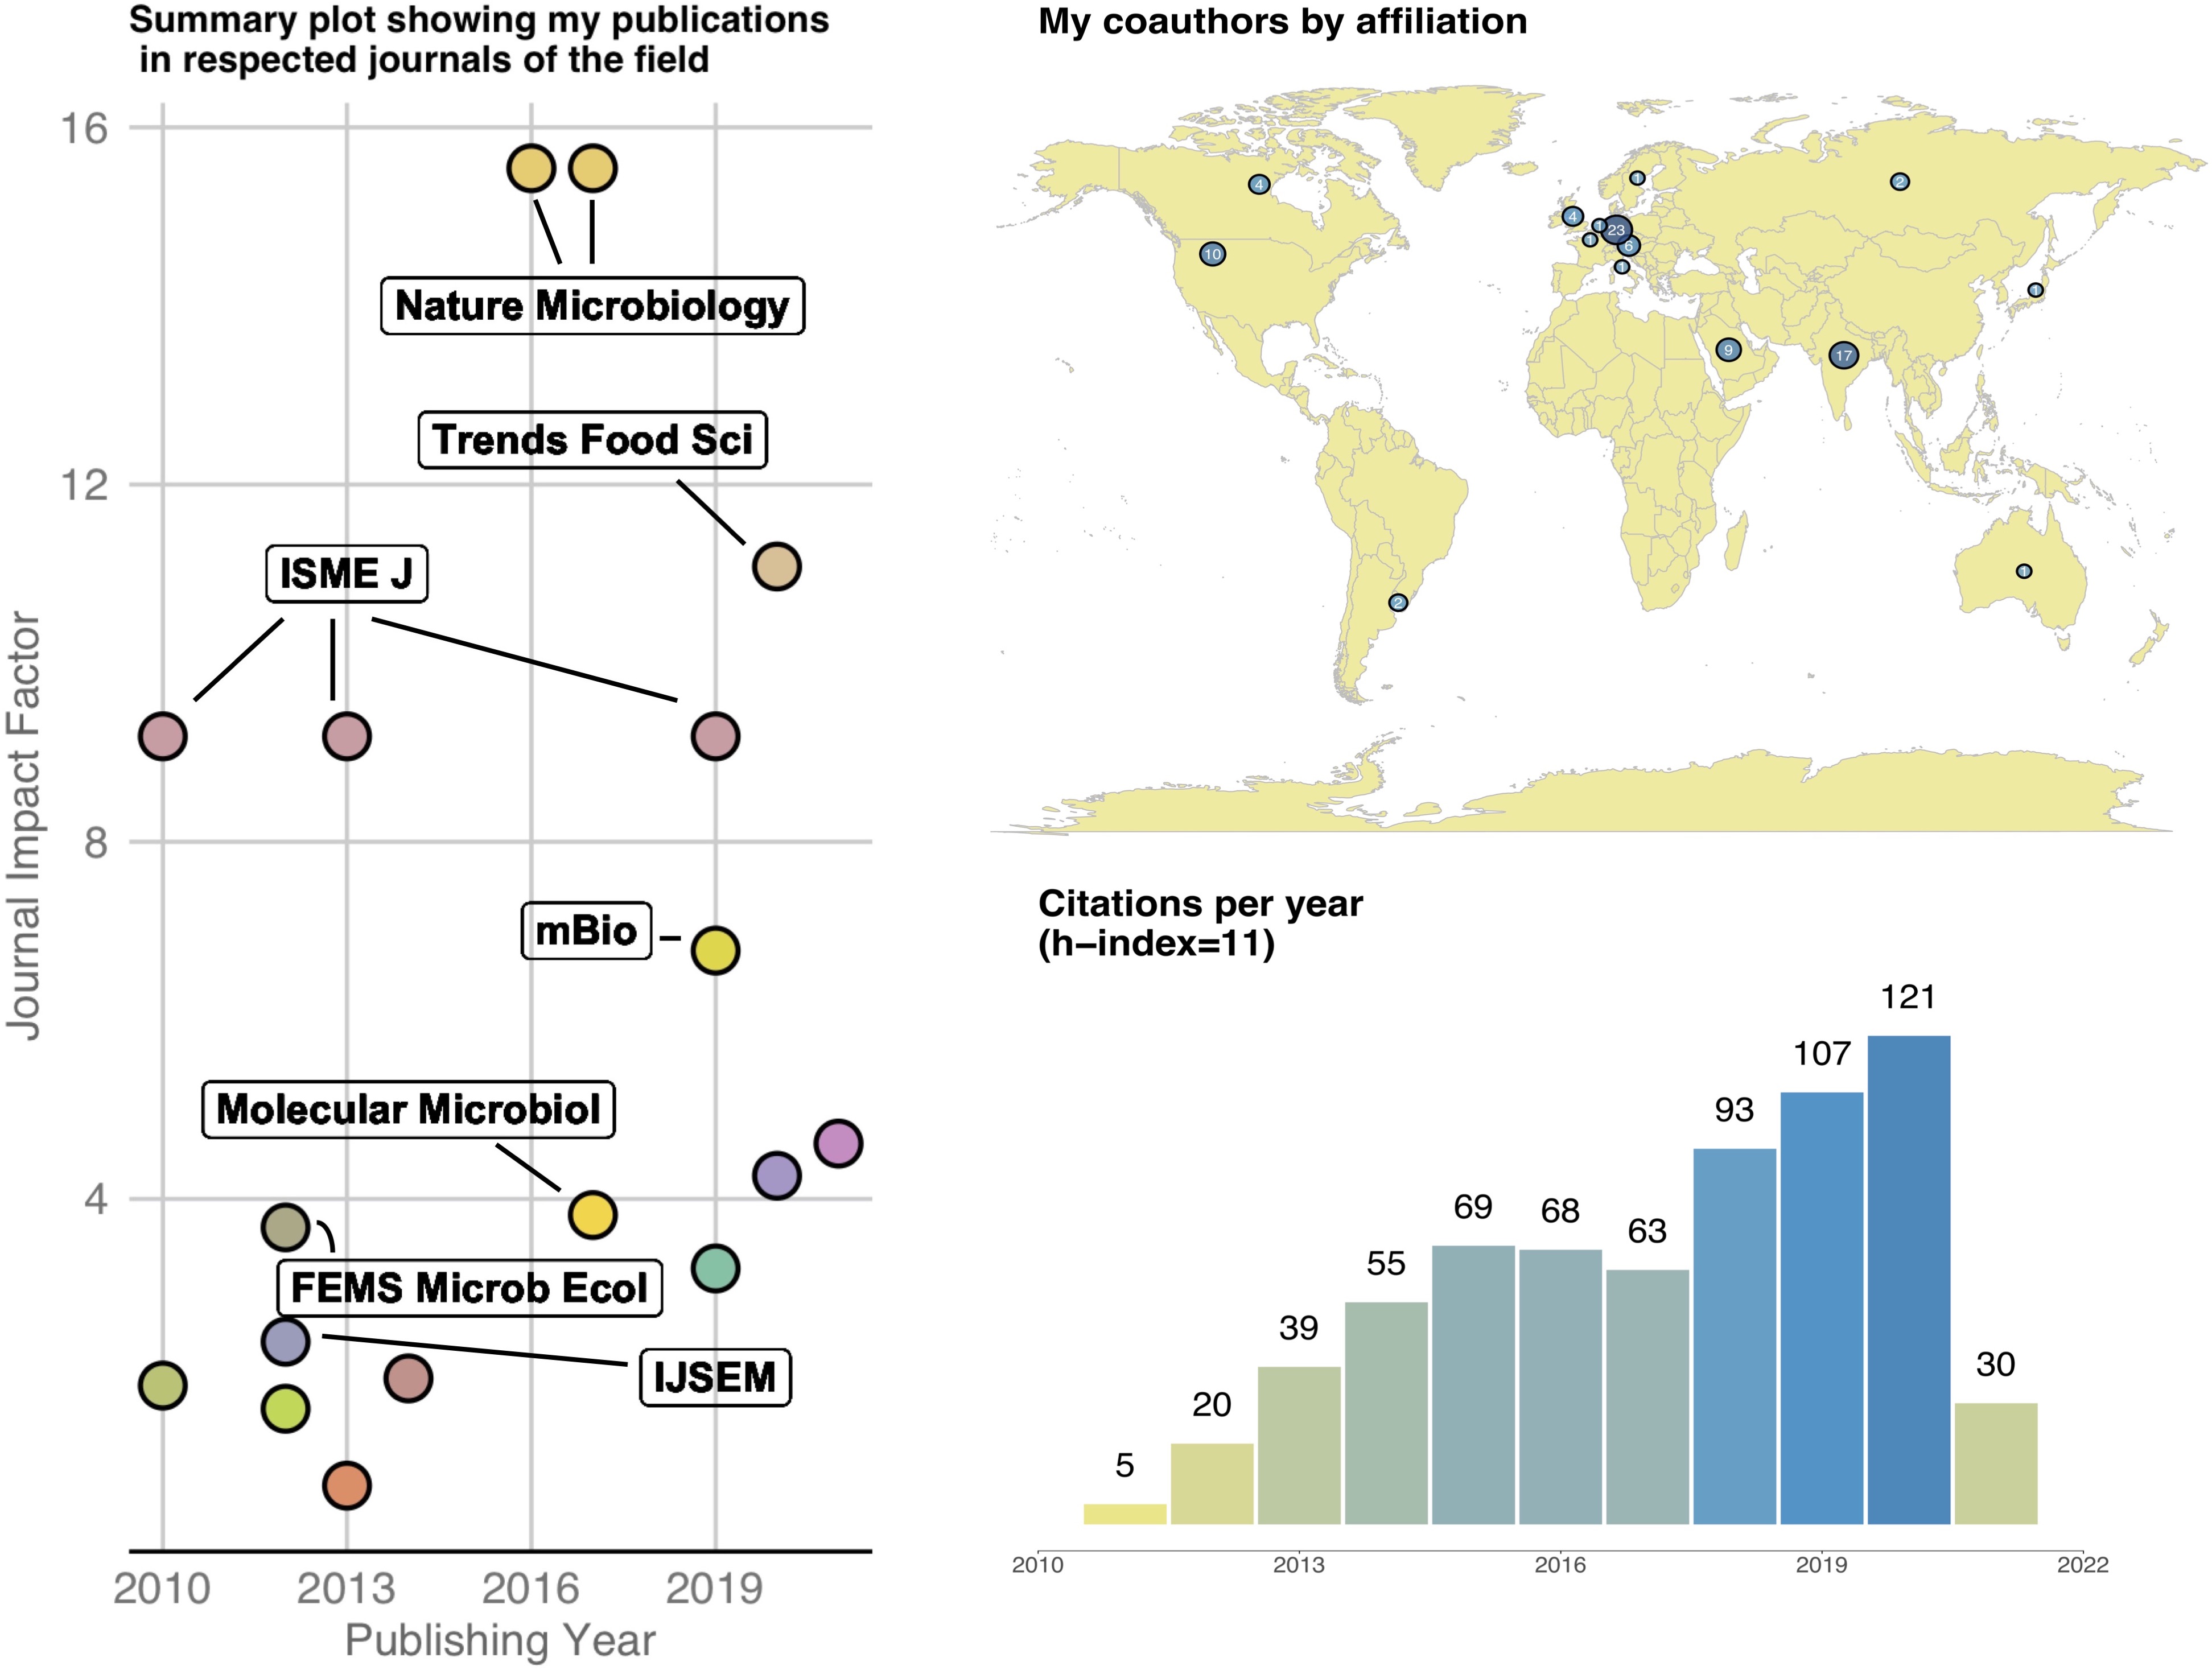 Summary plot showing my publications
in respected journals of the field
16
12
8
4
Journal Impact Factor
Nature Microbiology
Trends Food Sci
ISME J
mBio
Molecular Microbiol
FEMS Microb Ecol
IJSEM
2010 2013 2016 2019
Publishing Year
My coauthors by affiliation
4
10
1
2
4
1
23
1
6
1
1
9
17
1
2
Citations per year
(h–index=11)
5
20
39
55
69
68
63
93
107
121
30
2010 2013 2016 2019 2022